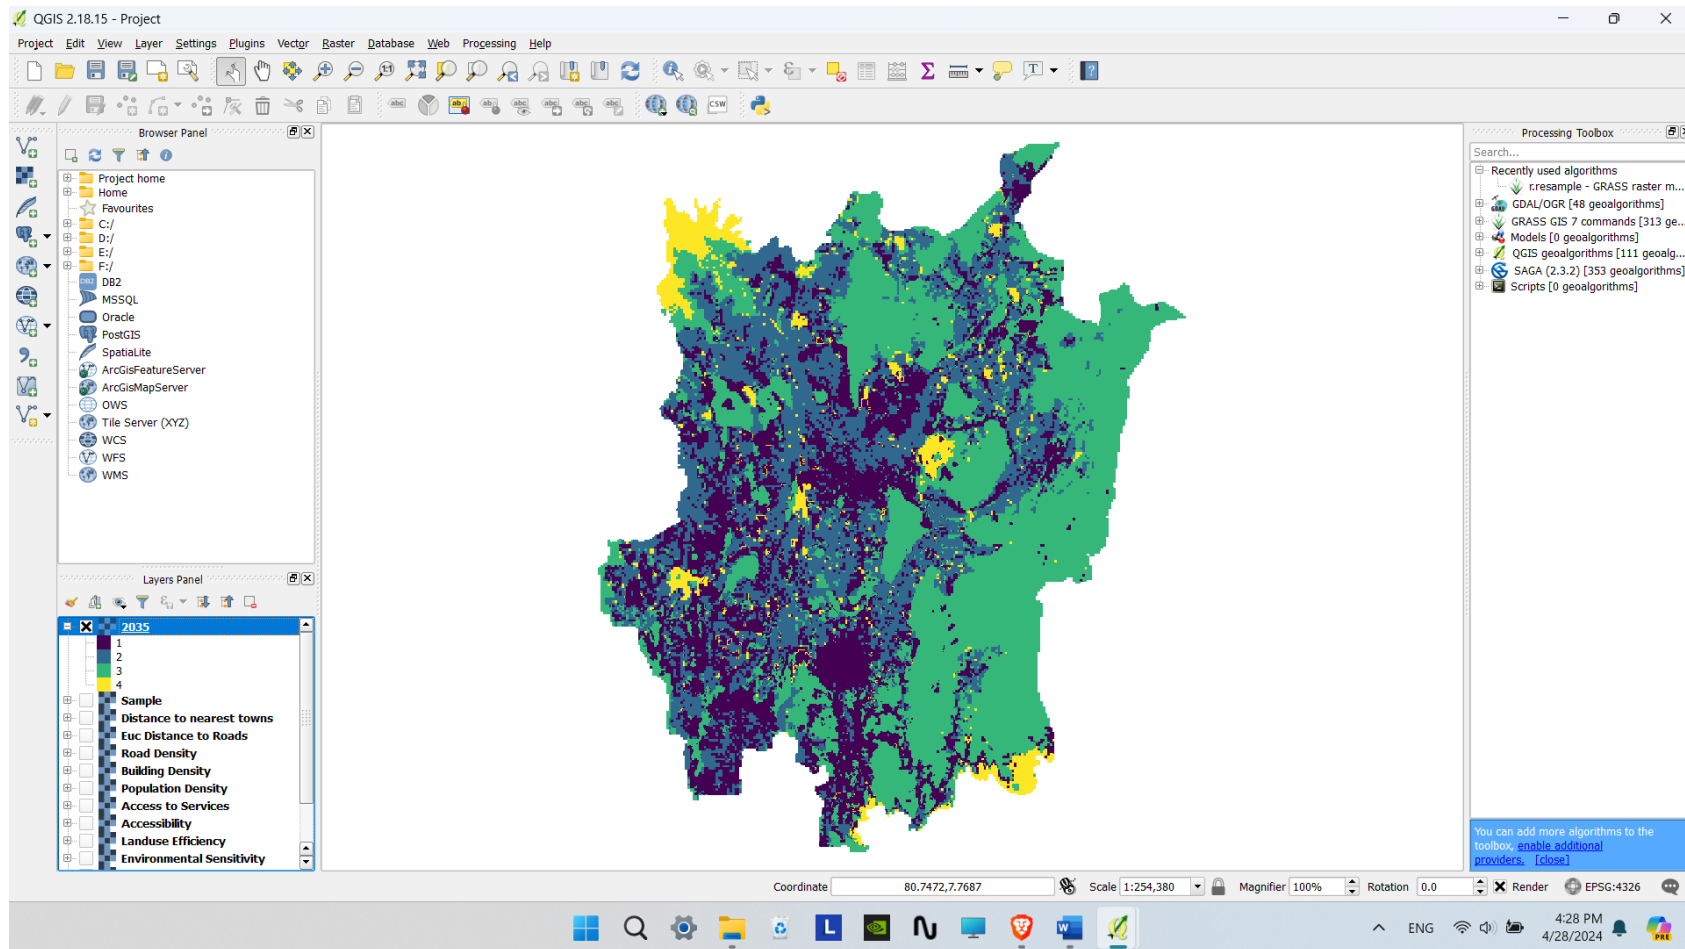 QGIS 2.18.15 - Project
Project Edit View Layer Settings Plugins Vector Raster Database Web Processing Help
CSW
Browser Panel
Project home
Home
Favourites
C:/
D:/
E:/
F:/
DB2
MSSQL
Oracle
PostGIS
SpatiaLite
ArcGisFeatureServer
ArcGisMapServer
OWS
Tile Server (XYZ)
WCS
WFS
WMS
Layers Panel
2035
1
2
3
4
Sample
Distance to nearest towns
Euc Distance to Roads
Road Density
Building Density
Population Density
Access to Services
Accessibility
Landuse Efficiency
Environmental Sensitivity
Processing Toolbox
Search...
Recently used algorithms
r.resample - GRASS raster m...
GDAL/OGR [48 geoalgorithms]
GRASS GIS 7 commands [313 ge...
Models [0 geoalgorithms]
QGIS geoalgorithms [111 geoalg...
SAGA (2.3.2) [353 geoalgorithms]
Scripts [0 geoalgorithms]
You can add more algorithms to the
toolbox, enable additional
providers. [close]
Coordinate 80.7472,7.7687 Scale 1:254,380 Magnifier 100% Rotation 0.0 Render EPSG:4326
ENG
4:28 PM
4/28/2024